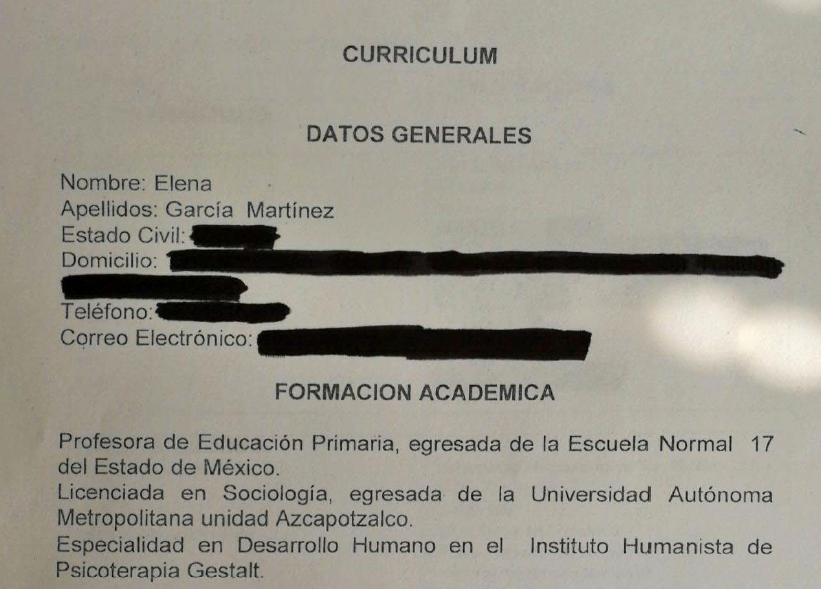 CURRICULUM
DATOS GENERALES
Nombre: Elena
Apellidos: García Martínez
Estado Civil:
Domicilio:
Teléfono:
Correo Electrónico:
FORMACION ACADEMICA
Profesora de Educación Primaria, egresada de la Escuela Normal 17
del Estado de México.
Licenciada en Sociología, egresada de la Universidad Autónoma
Metropolitana unidad Azcapotzalco.
Especialidad en Desarrollo Humano en el Instituto Humanista de
Psicoterapia Gestalt.